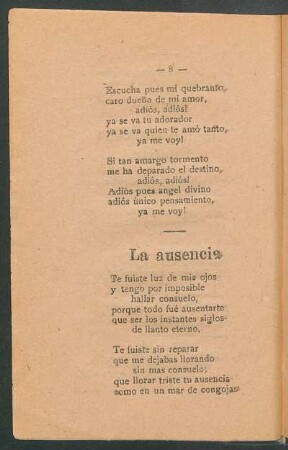 — 8 —
Escucha pues mi quebranto,
caro dueño de mi amor,
adiós, adiós!
ya se va tu adorador
ya se va quien te amó tanto,
ya me voy!
Si tan amargo tormento
me ha deparado el destino,
adiós, adiós!
Adiós pues angel divino
adiós único pensamiento,
ya me voy!
La ausencia
Te fuiste luz de mis ojos
y tengo por imposible
hallar consuelo,
porque todo fué ausentarte
que ser los instantes siglos
de llanto eterno,
Te fuiste sin reparar
que me dejabas llorando
sin mas consuelo;
que llorar triste tu ausencia
como en un mar de congojas